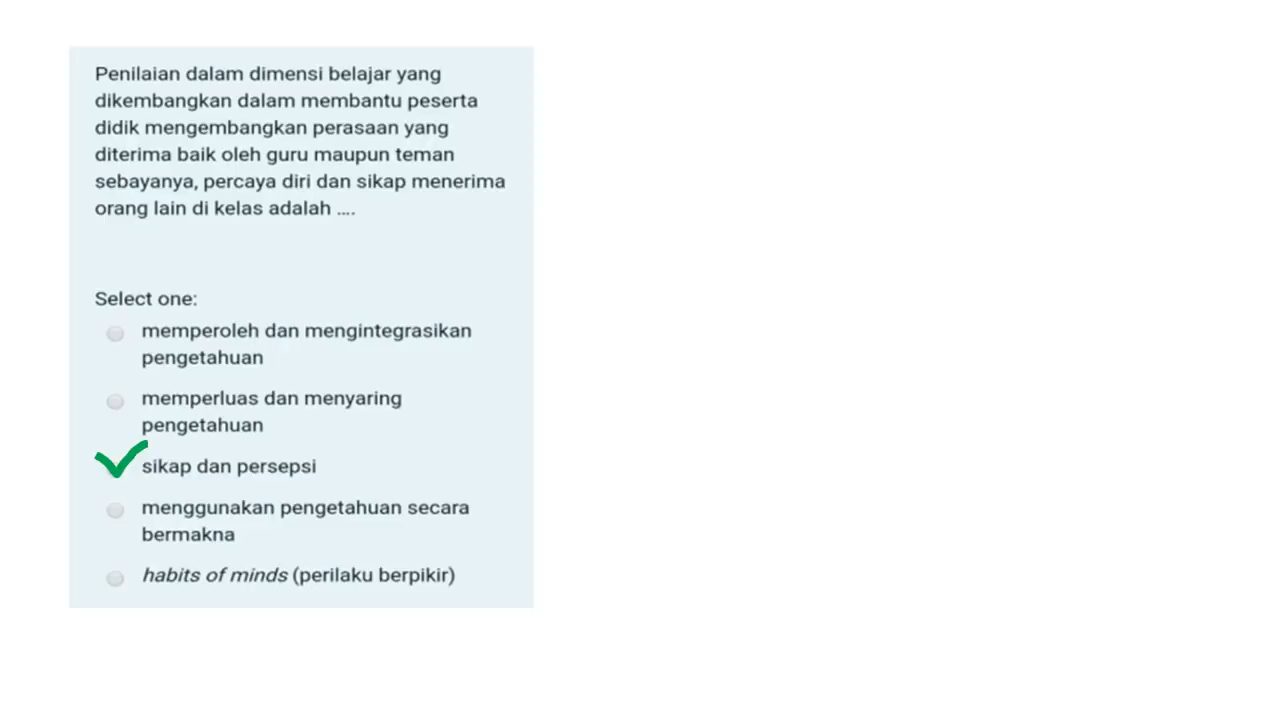 Penilaian dalam dimensi belajar yang
dikembangkan dalam membantu peserta
didik mengembangkan perasaan yang
diterima baik oleh guru maupun teman
sebayanya, percaya diri dan sikap menerima
orang lain di kelas adalah ....
Select one:
memperoleh dan mengintegrasikan
pengetahuan
memperluas dan menyaring
pengetahuan
sikap dan persepsi
menggunakan pengetahuan secara
bermakna
habits of minds (perilaku berpikir)